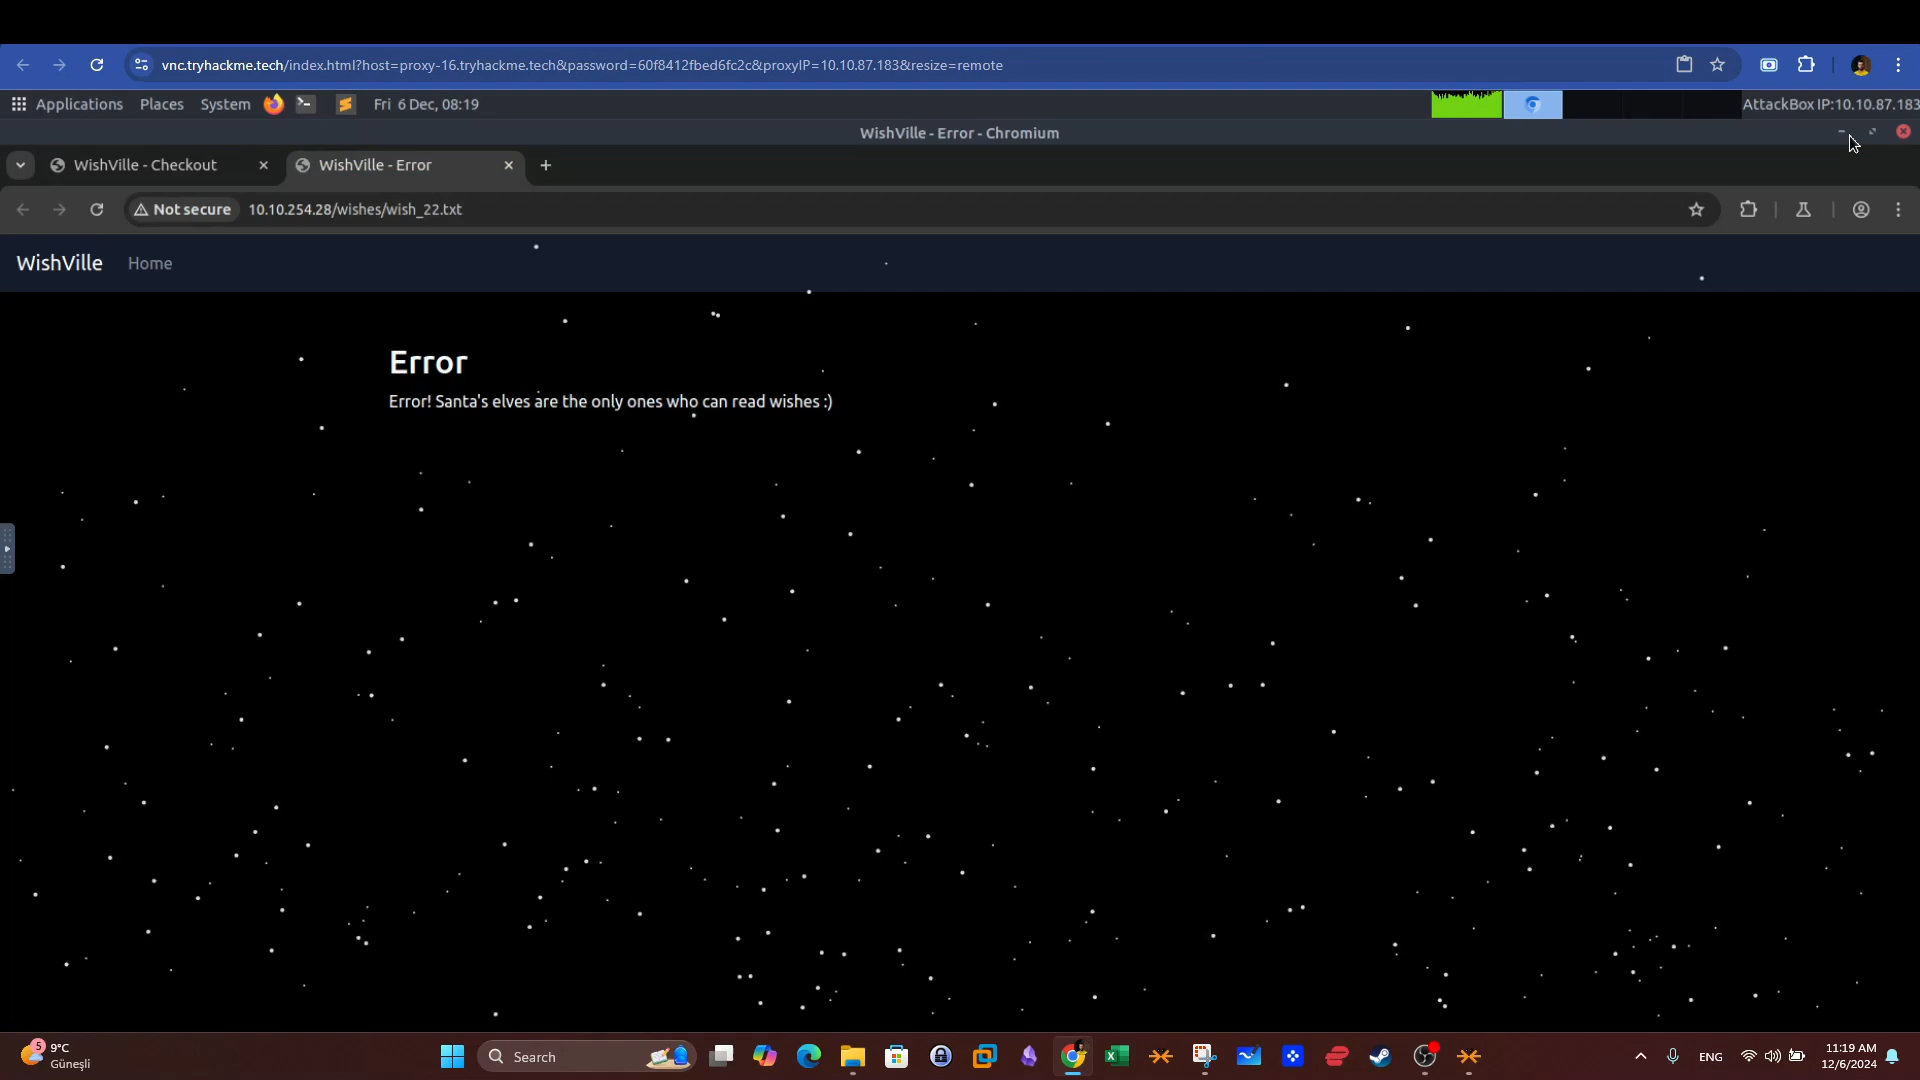 vnc.tryhackme.tech/index.html?host=proxy-16.tryhackme.tech&password=60f8412fbed6fc2c&proxyIP=10.10.87.183&resize=remote
Applications Places System Fri 6 Dec, 08:19 AttackBox IP:10.10.87.183
WishVille - Error - Chromium
WishVille - Checkout WishVille - Error
Not secure 10.10.254.28/wishes/wish_22.txt
WishVille Home
Error
Error! Santa's elves are the only ones who can read wishes :)
5 9°C Search ENG 11:19 AM
Güneşli 12/6/2024